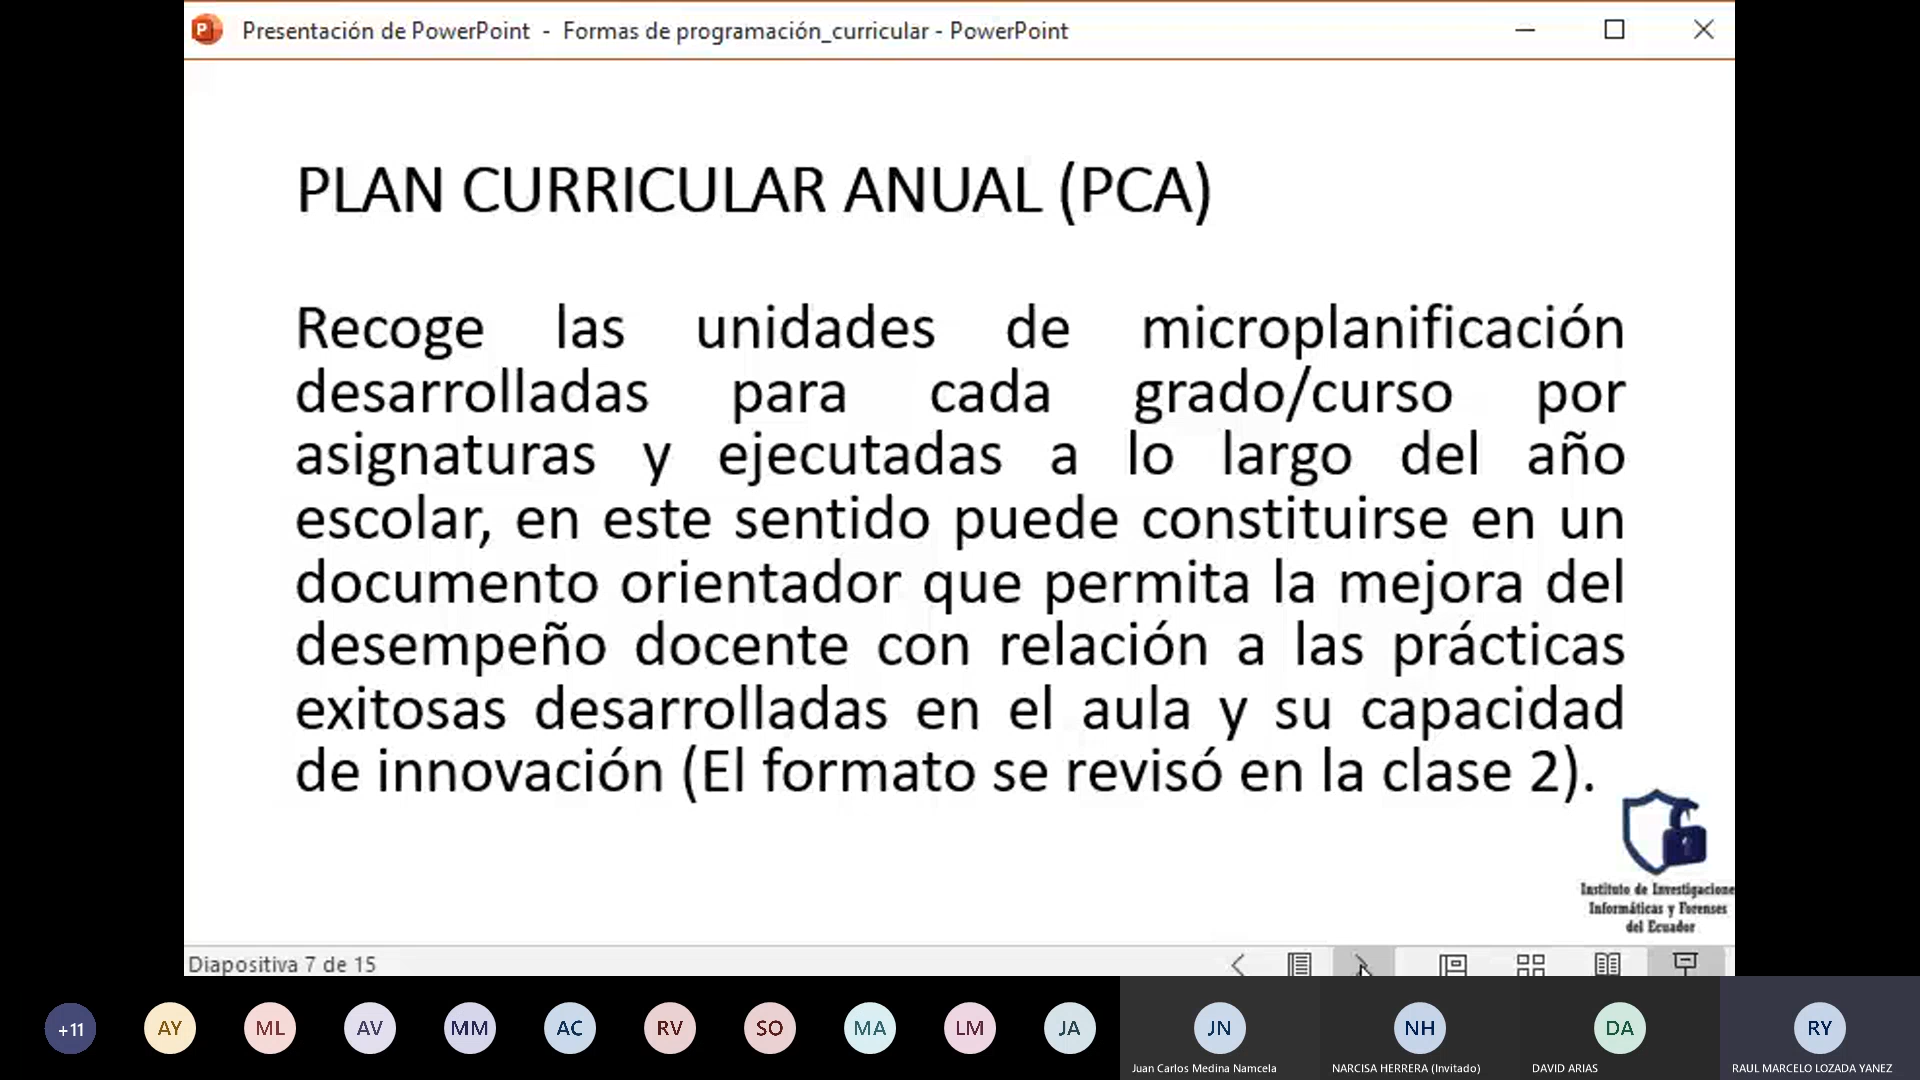 Presentación de PowerPoint - Formas de programación_curricular - PowerPoint
PLAN CURRICULAR ANUAL (PCA)
Recoge las unidades de microplanificación
desarrolladas para cada grado/curso por
asignaturas y ejecutadas a lo largo del año
escolar, en este sentido puede constituirse en un
documento orientador que permita la mejora del
desempeño docente con relación a las prácticas
exitosas desarrolladas en el aula y su capacidad
de innovación (El formato se revisó en la clase 2).
Instituto de Investigacione
Informáticas y Forenses
del Ecuador
Diapositiva 7 de 15
+11
AY
ML
AV
MM
AC
RV
SO
MA
LM
JA
JN
NH
DA
RY
Juan Carlos Medina Namcela
NARCISA HERRERA (Invitado)
DAVID ARIAS
RAUL MARCELO LOZADA YANEZ